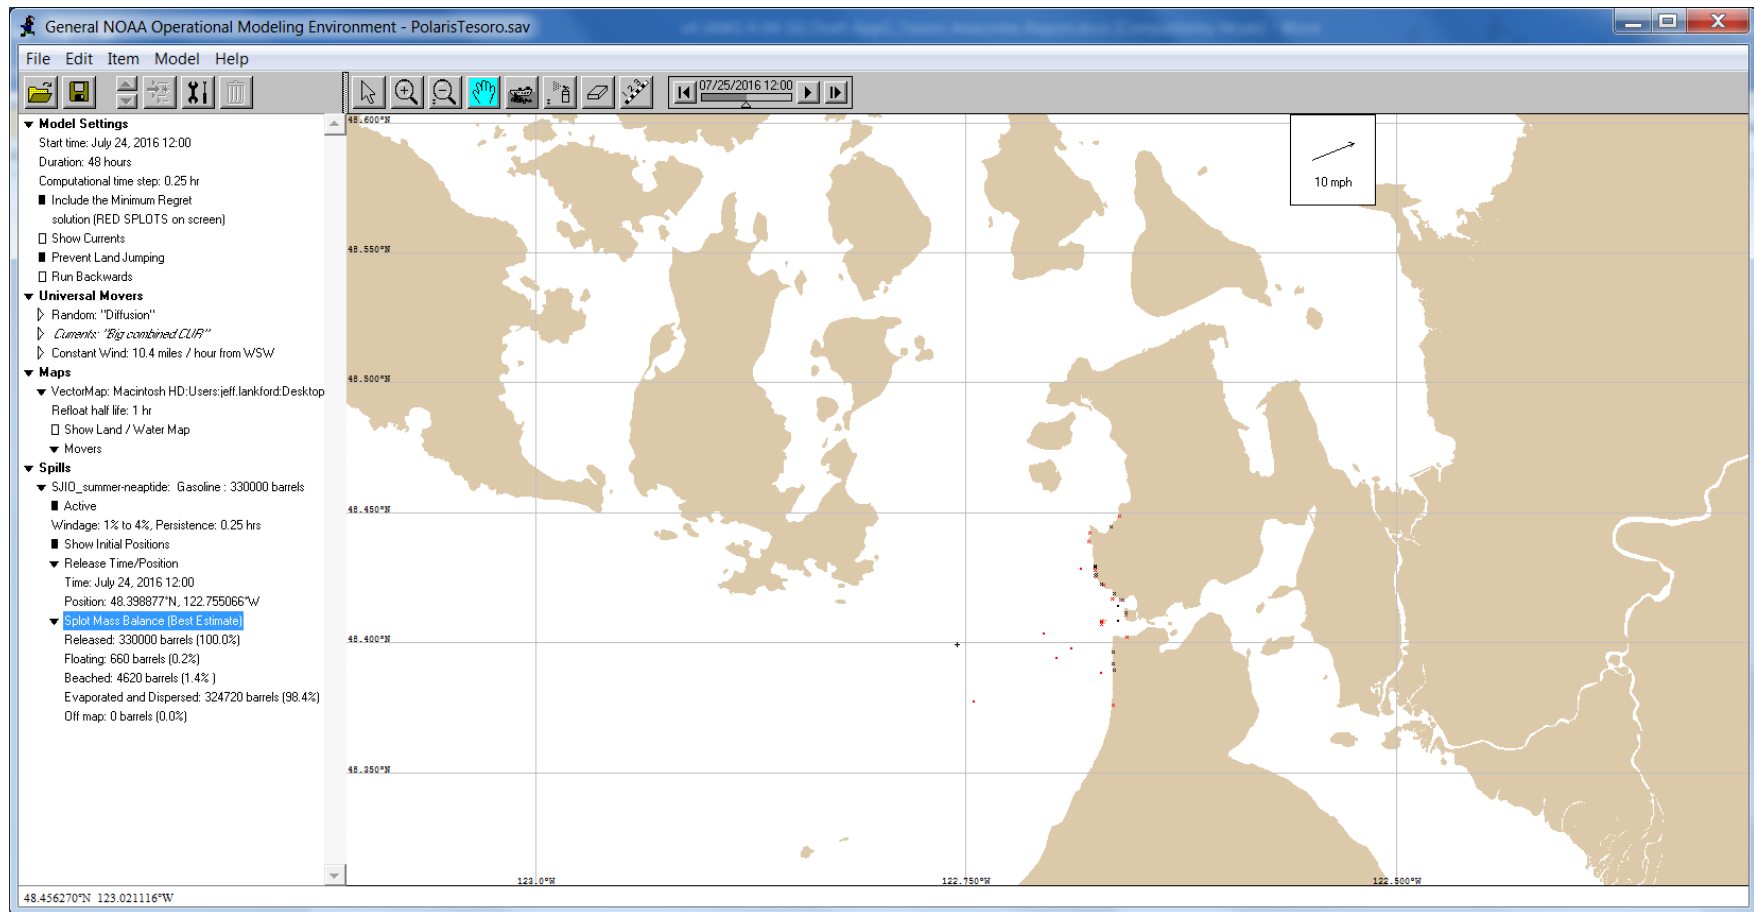 General NOAA Operational Modeling Environment - PolarisTesoro.sav
File Edit Item Model Help
07/25/2016 12:00
Model Settings
Start time: July 24, 2016 12:00
Duration: 48 hours
Computational time step: 0.25 hr
Include the Minimum Regret
solution (RED SPLOTS on screen)
Show Currents
Prevent Land Jumping
Run Backwards
Universal Movers
Random: "Diffusion"
Currents: "Big combined.CUR"
Constant Wind: 10.4 miles / hour from WSW
Maps
VectorMap: Macintosh HD:Users:jeff.lankford:Desktop
Refloat half life: 1 hr
Show Land / Water Map
Movers
Spills
SJIO_summer-neaptide: Gasoline : 330000 barrels
Active
Windage: 1% to 4%, Persistence: 0.25 hrs
Show Initial Positions
Release Time/Position
Time: July 24, 2016 12:00
Position: 48.398877°N, 122.755066°W
Splot Mass Balance (Best Estimate)
Released: 330000 barrels (100.0%)
Floating: 660 barrels (0.2%)
Beached: 4620 barrels (1.4% )
Evaporated and Dispersed: 324720 barrels (98.4%)
Off map: 0 barrels (0.0%)
48.600°N
10 mph
48.550°N
48.500°N
48.450°N
48.400°N
48.350°N
123.0°W
122.750°W
122.500°W
48.456270°N 123.021116°W